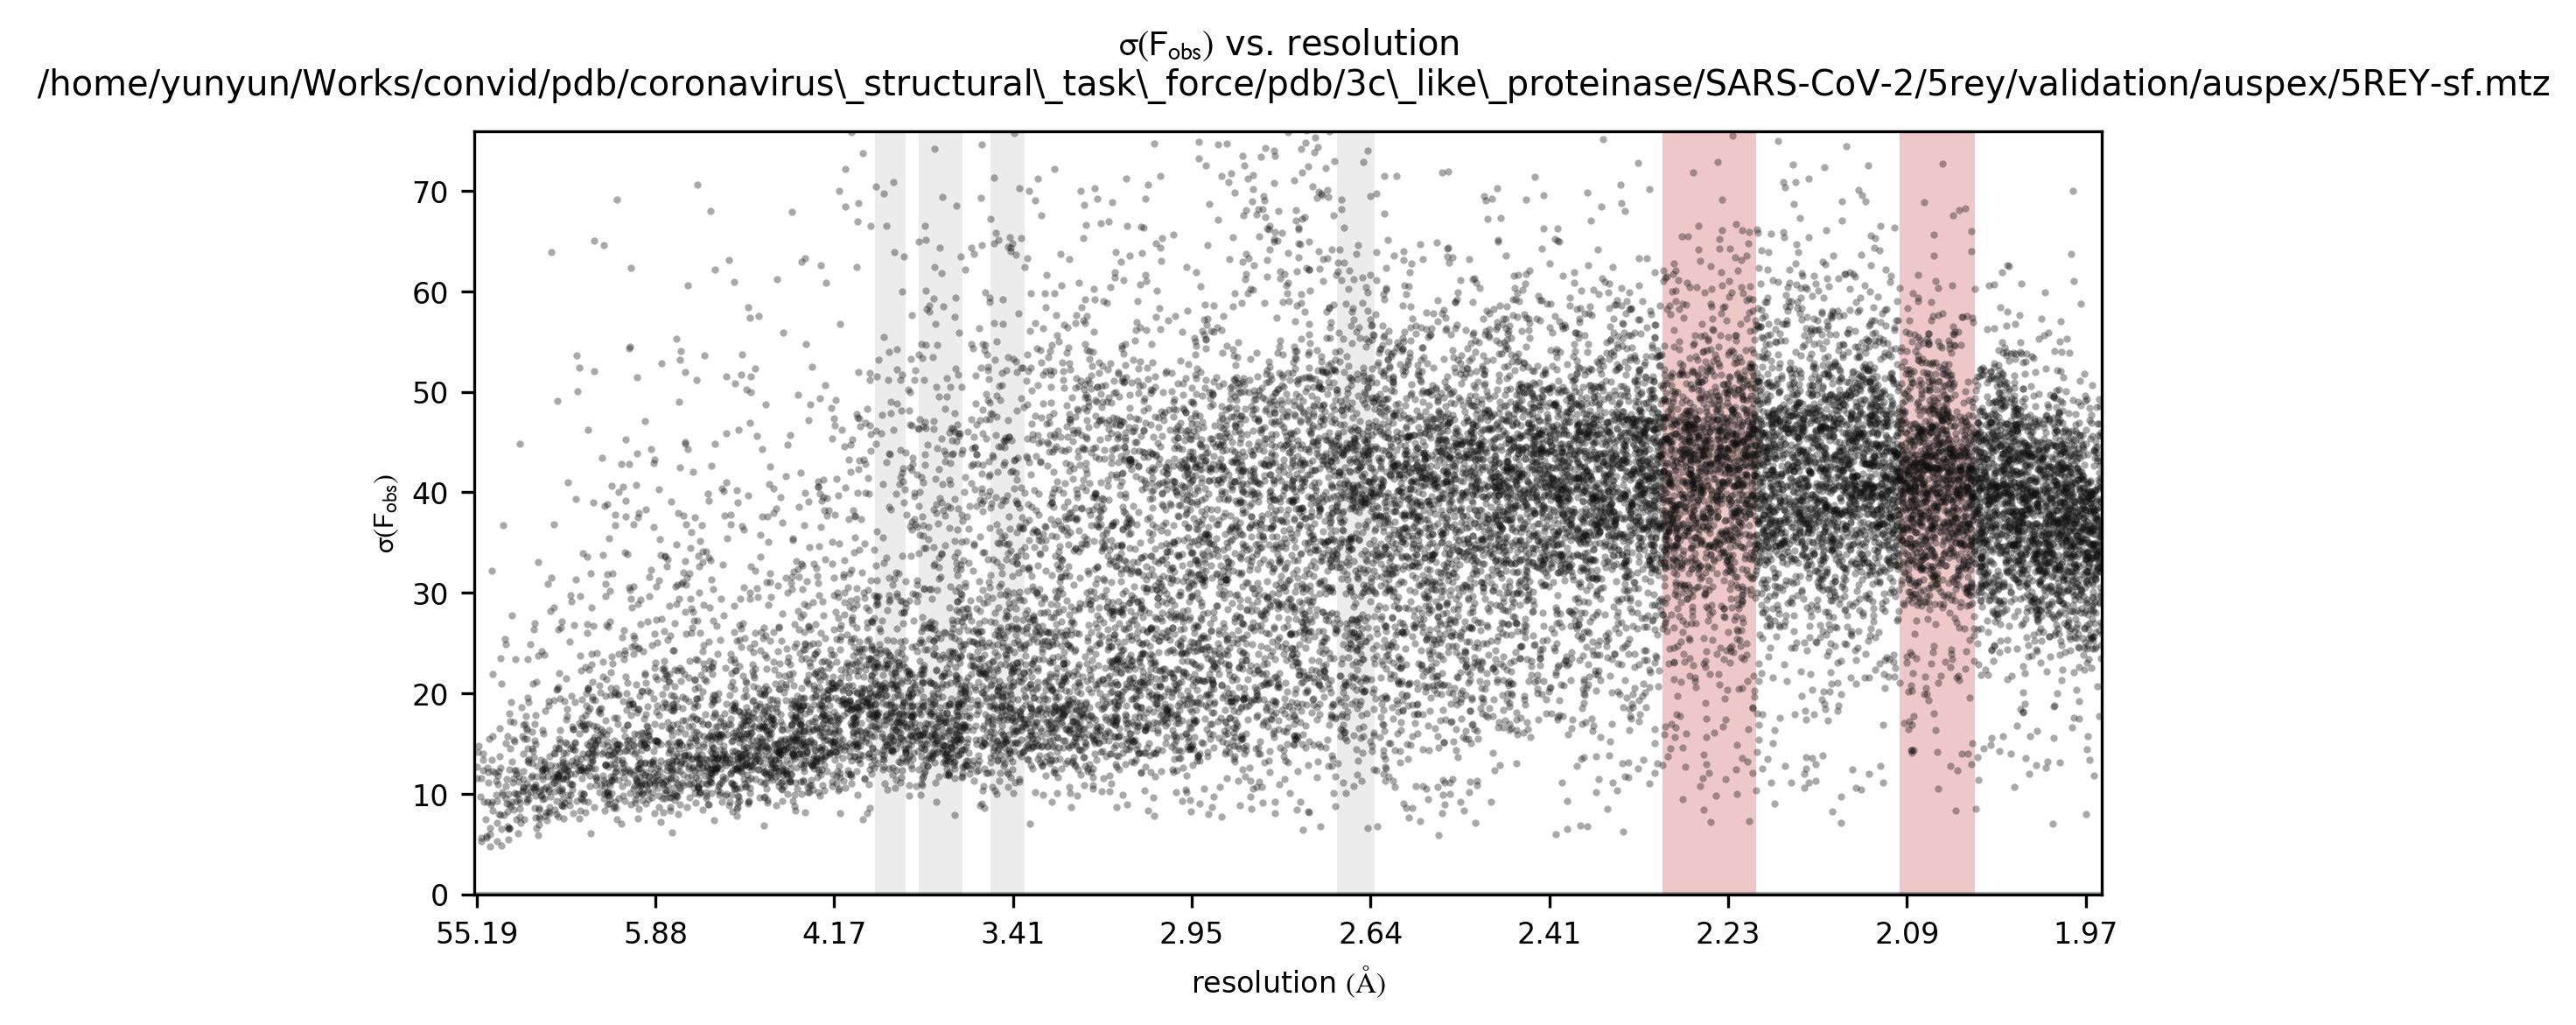 σ(F_obs) vs. resolution
/home/yunyun/Works/convid/pdb/coronavirus\_structural\_task\_force/pdb/3c\_like\_proteinase/SARS-CoV-2/5rey/validation/auspex/5REY-sf.mtz
70
60
50
40
30
20
10
0
σ(F_obs)
55.19 5.88 4.17 3.41 2.95 2.64 2.41 2.23 2.09 1.97
resolution (Å)